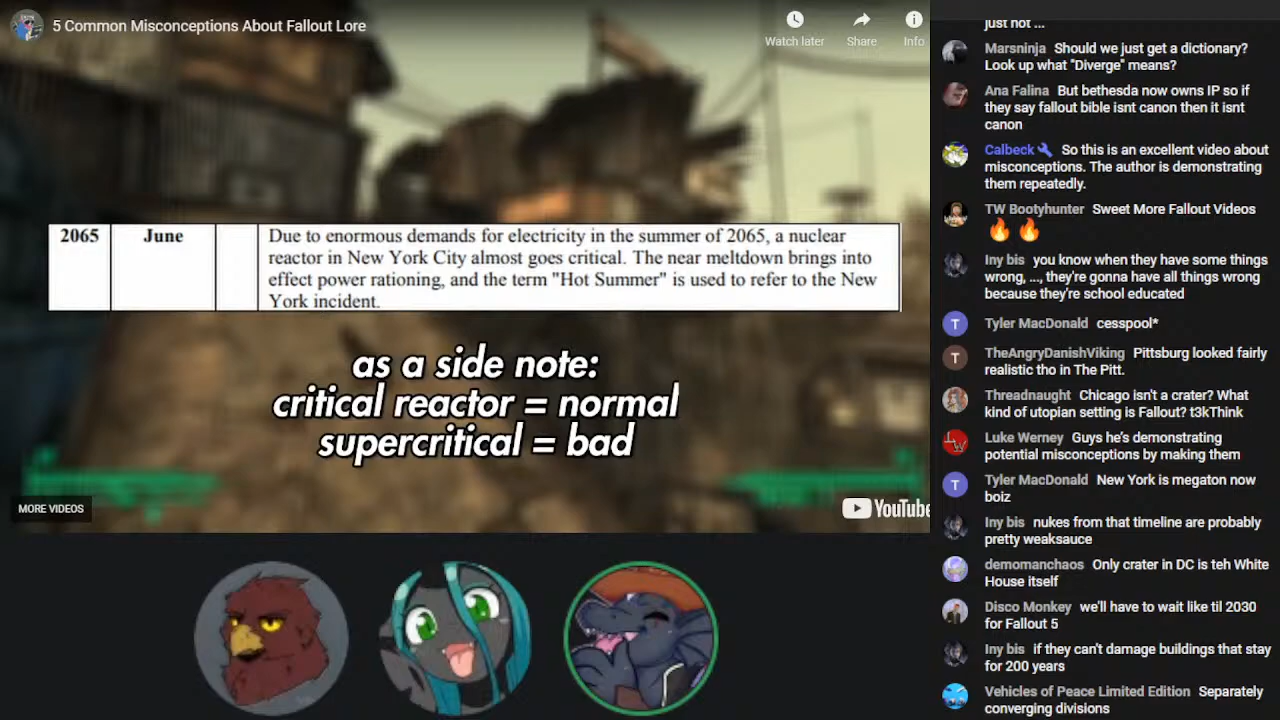 5 Common Misconceptions About Fallout Lore
Watch later
Share
Info
2065
June
Due to enormous demands for electricity in the summer of 2065, a nuclear
reactor in New York City almost goes critical. The near meltdown brings into
effect power rationing, and the term "Hot Summer" is used to refer to the New
York incident.
as a side note:
critical reactor = normal
supercritical = bad
MORE VIDEOS
YouTube
just not ...
Marsninja Should we just get a dictionary?
Look up what "Diverge" means?
Ana Falina But bethesda now owns IP so if
they say fallout bible isnt canon then it isnt
canon
Calbeck So this is an excellent video about
misconceptions. The author is demonstrating
them repeatedly.
TW Bootyhunter Sweet More Fallout Videos
Iny bis you know when they have some things
wrong, ..., they're gonna have all things wrong
because they're school educated
T Tyler MacDonald cesspool*
T TheAngryDanishViking Pittsburg looked fairly
realistic tho in The Pitt.
Threadnaught Chicago isn't a crater? What
kind of utopian setting is Fallout? t3kThink
Luke Werney Guys he's demonstrating
potential misconceptions by making them
T Tyler MacDonald New York is megaton now
boiz
Iny bis nukes from that timeline are probably
pretty weaksauce
demomanchaos Only crater in DC is teh White
House itself
Disco Monkey we'll have to wait like til 2030
for Fallout 5
Iny bis if they can't damage buildings that stay
for 200 years
Vehicles of Peace Limited Edition Separately
converging divisions